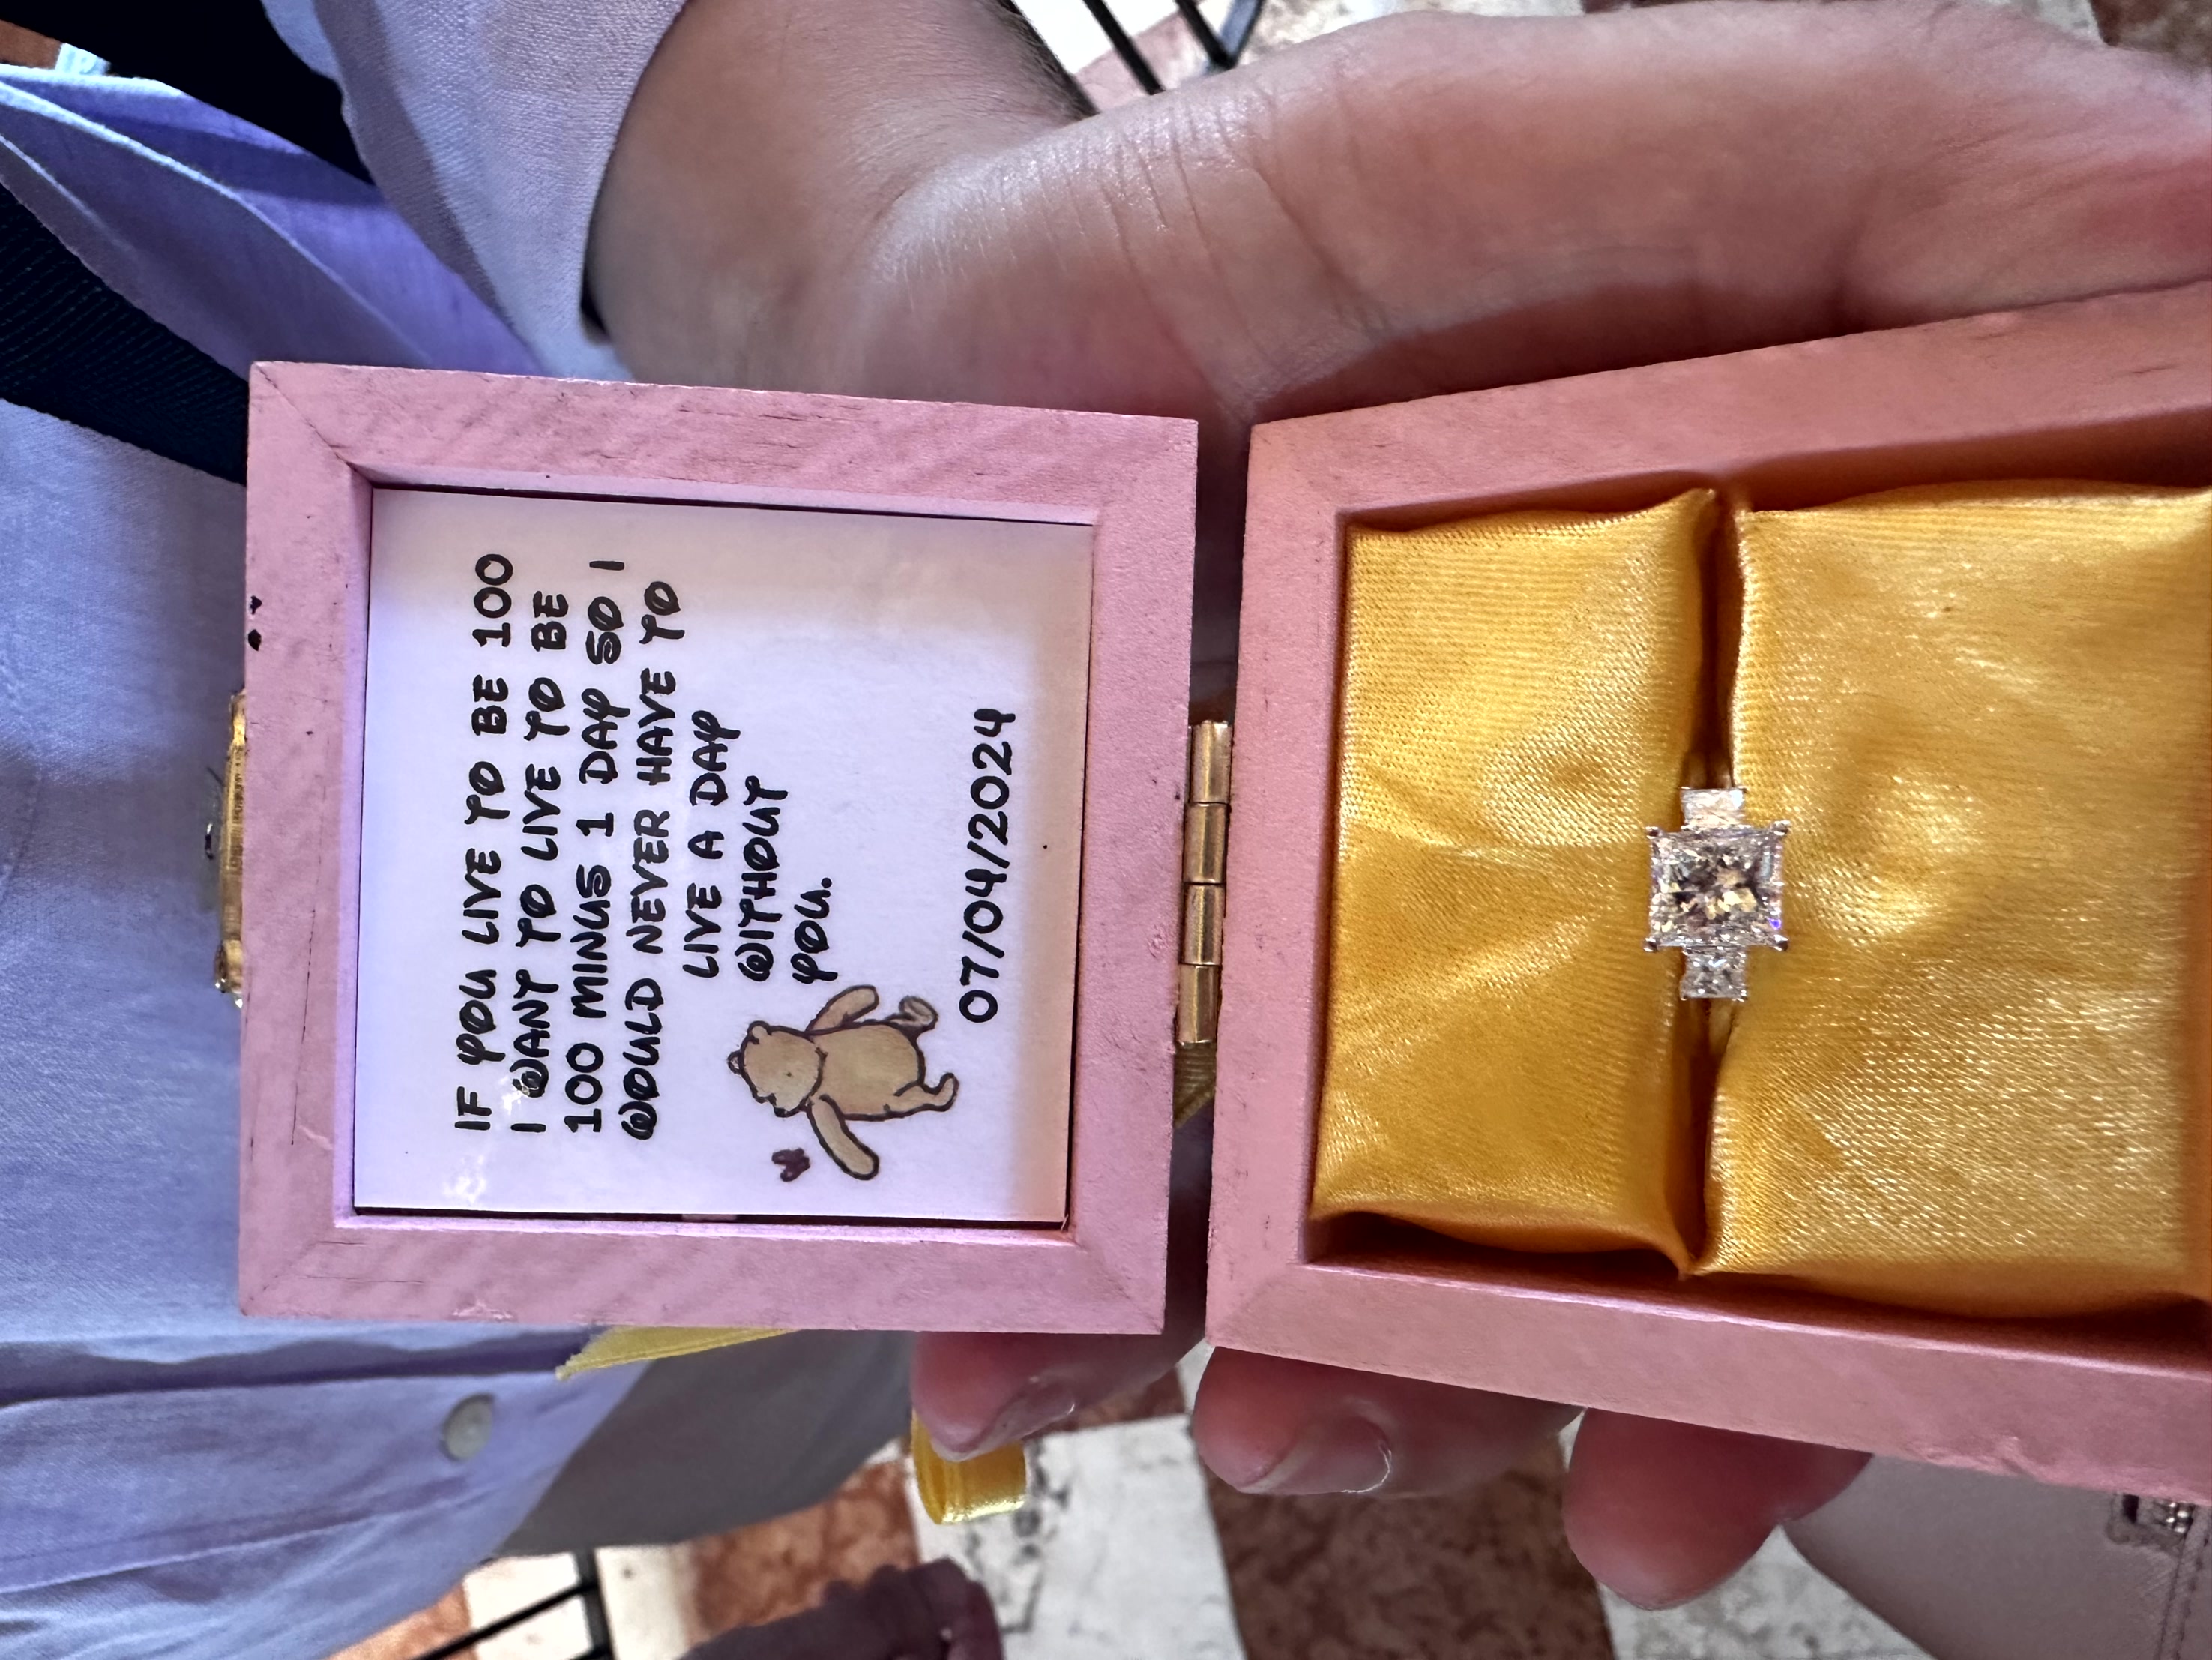 IF YOU LIVE TO BE 100
I WANT TO LIVE TO BE
100 MINUS 1 DAY SO I
WOULD NEVER HAVE TO
LIVE A DAY
WITHOUT
YOU.
07/04/2024